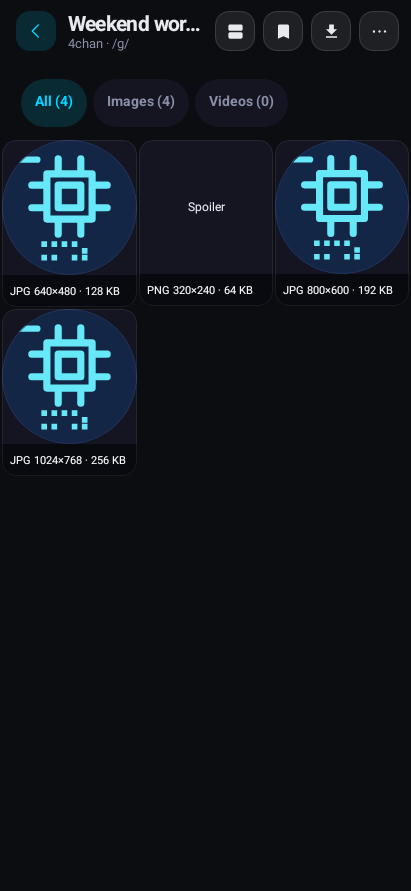 Weekend wor...
4chan · /g/
All (4)
Images (4)
Videos (0)
Spoiler
JPG 640×480 · 128 KB
PNG 320×240 · 64 KB
JPG 800×600 · 192 KB
JPG 1024×768 · 256 KB